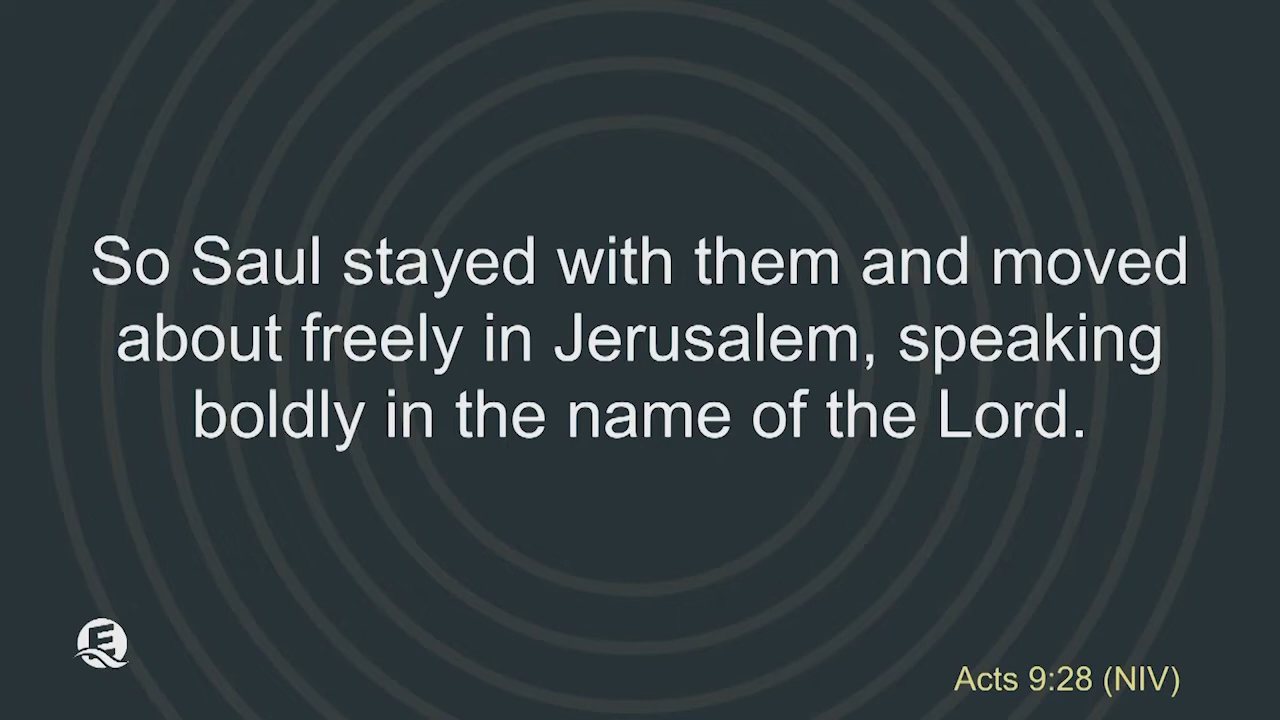 So Saul stayed with them and moved
about freely in Jerusalem, speaking
boldly in the name of the Lord.
Acts 9:28 (NIV)